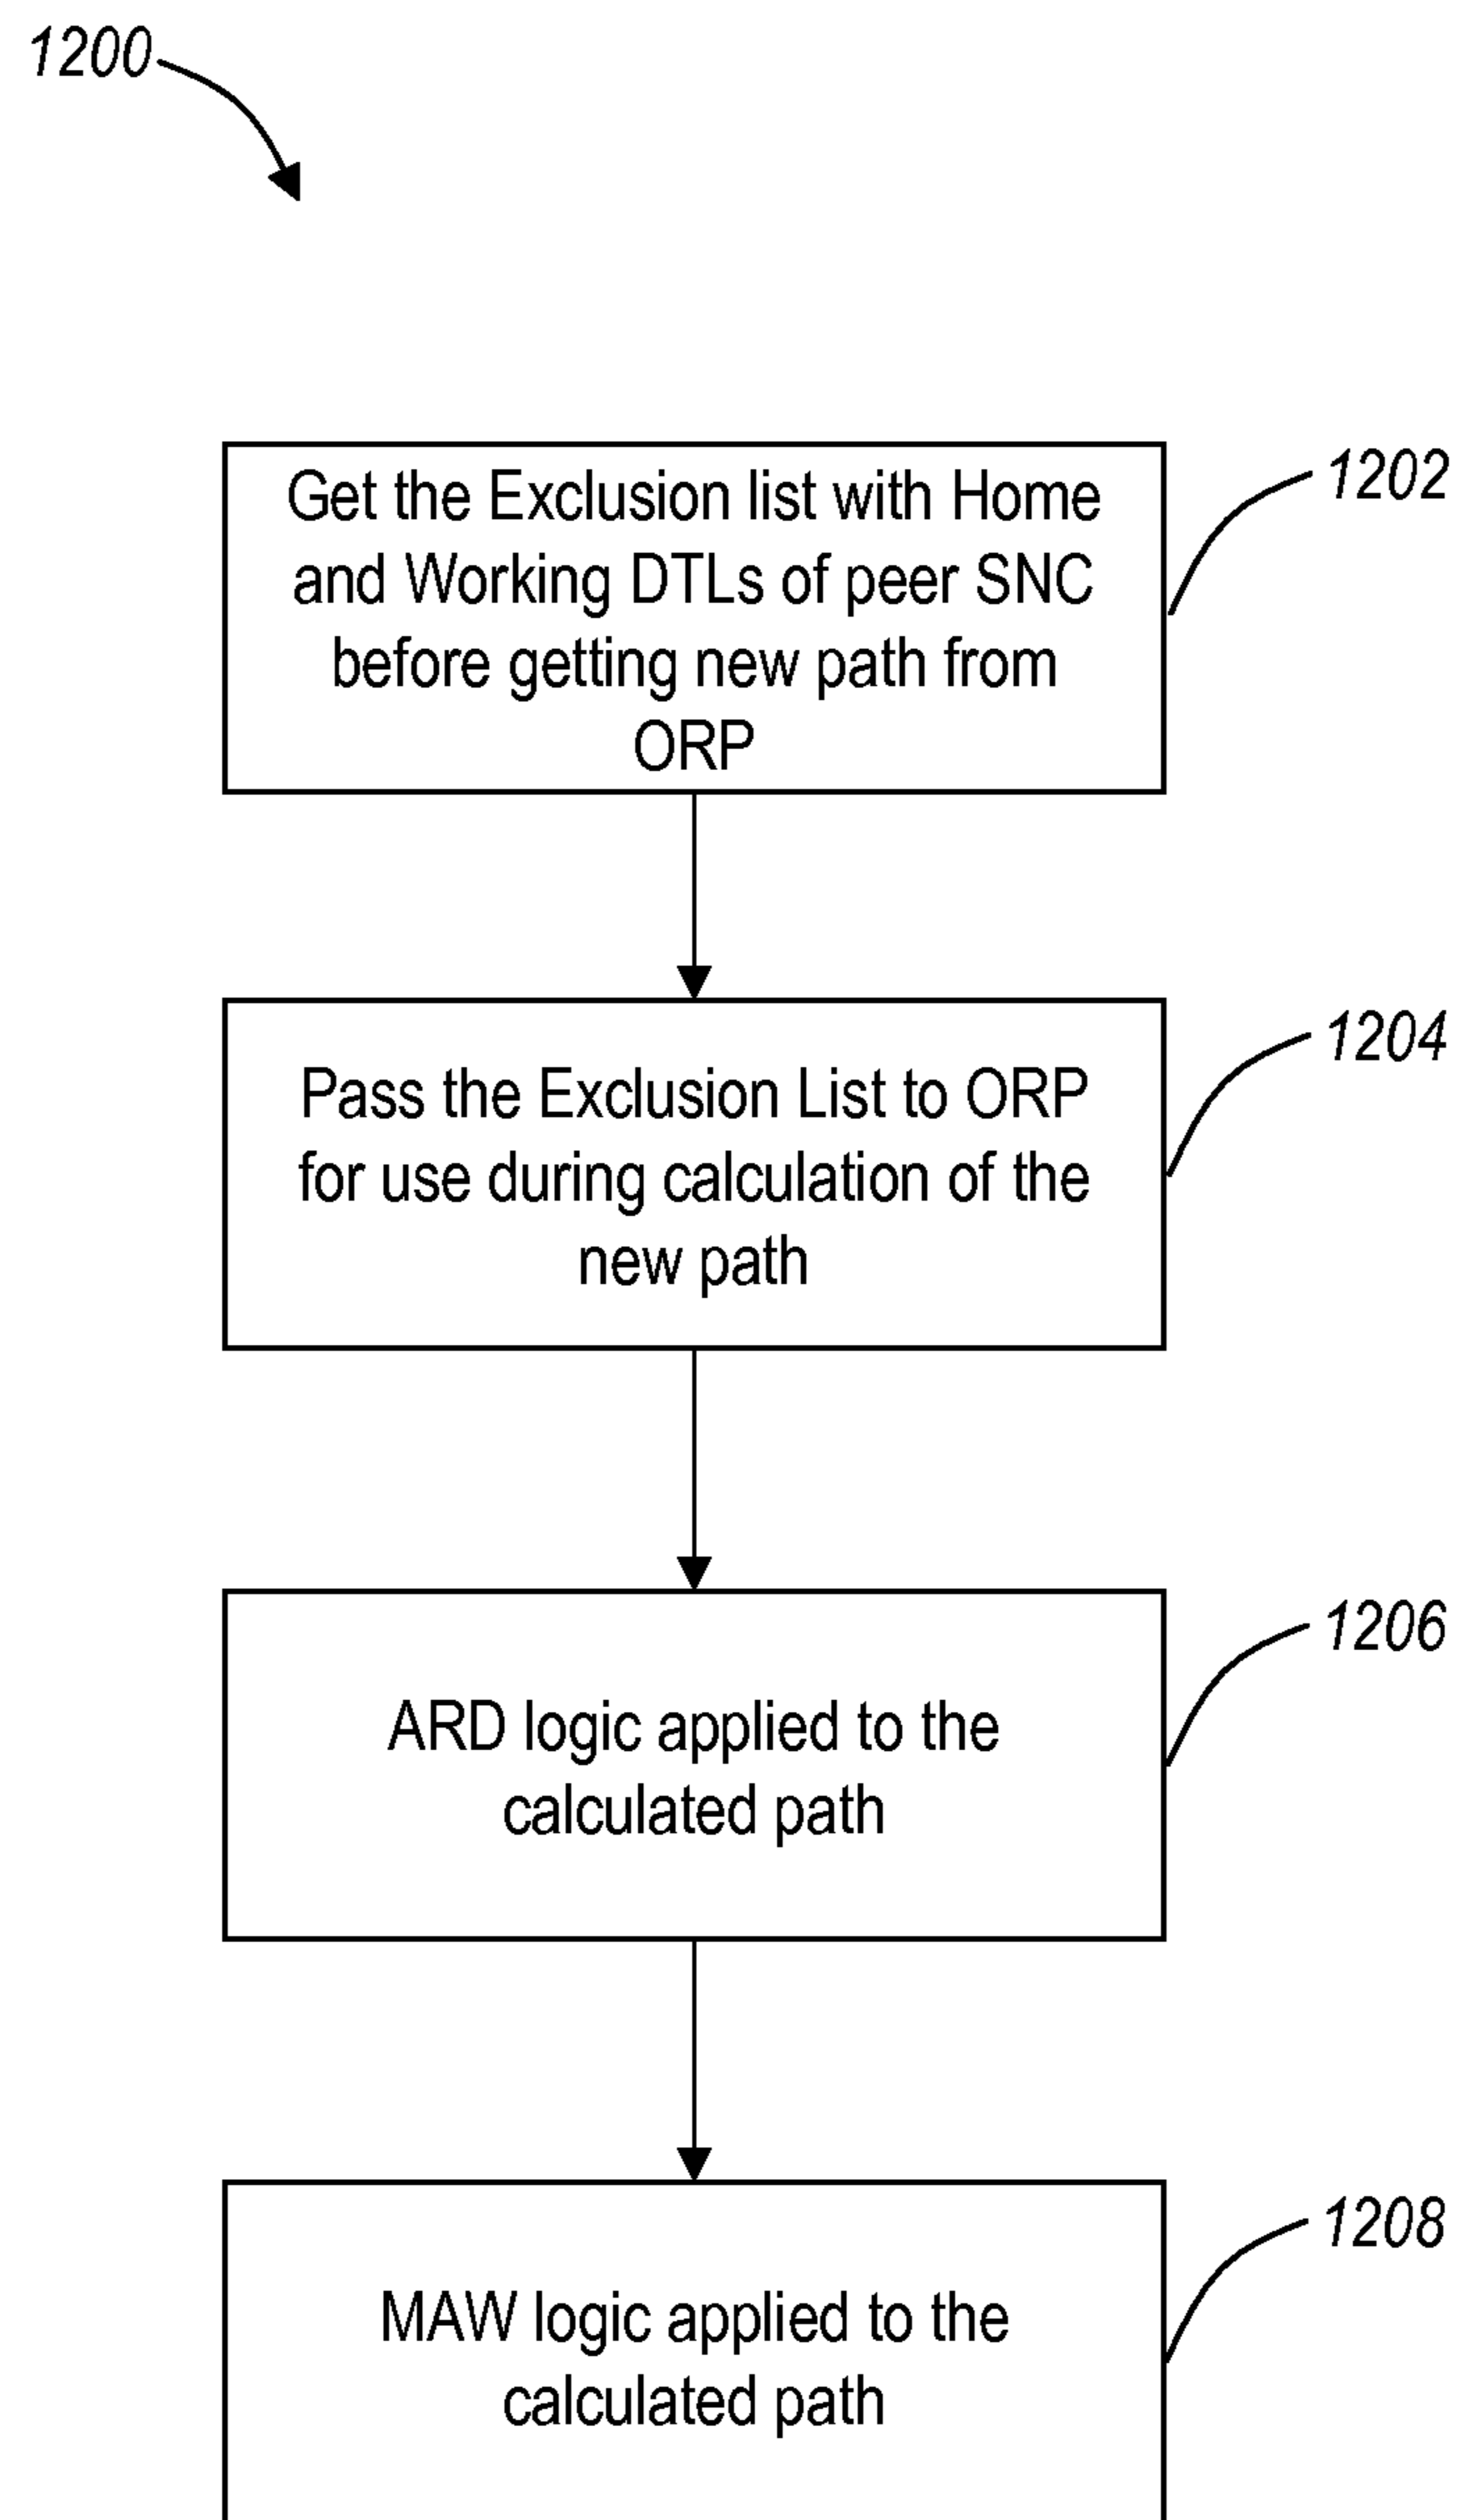 1200
Get the Exclusion list with Home
and Working DTLs of peer SNC
before getting new path from
ORP
1202
Pass the Exclusion List to ORP
for use during calculation of the
new path
1204
ARD logic applied to the
calculated path
1206
MAW logic applied to the
calculated path
1208